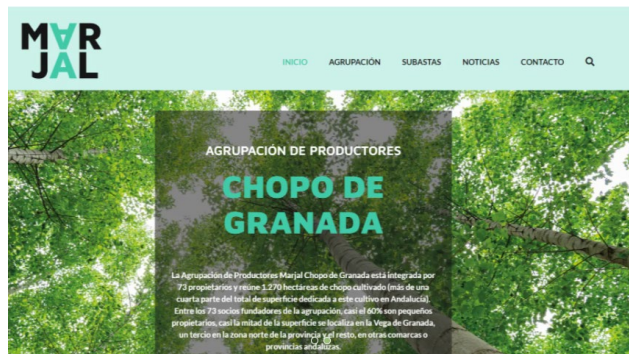 MARJAL
INICIO AGRUPACIÓN SUBASTAS NOTICIAS CONTACTO
AGRUPACIÓN DE PRODUCTORES
CHOPO DE
GRANADA
La Agrupación de Productores Marjal Chopo de Granada está integrada por
73 propietarios y reúne 1.270 hectáreas de chopo cultivado (más de una
cuarta parte del total de superficie dedicada a este cultivo en Andalucía).
Entre los 73 socios fundadores de la agrupación, casi el 60% son pequeños
propietarios, casi la mitad de la superficie se localiza en la Vega de Granada,
un tercio en la zona norte de la provincia y el resto, en otras comarcas o
provincias andaluzas.